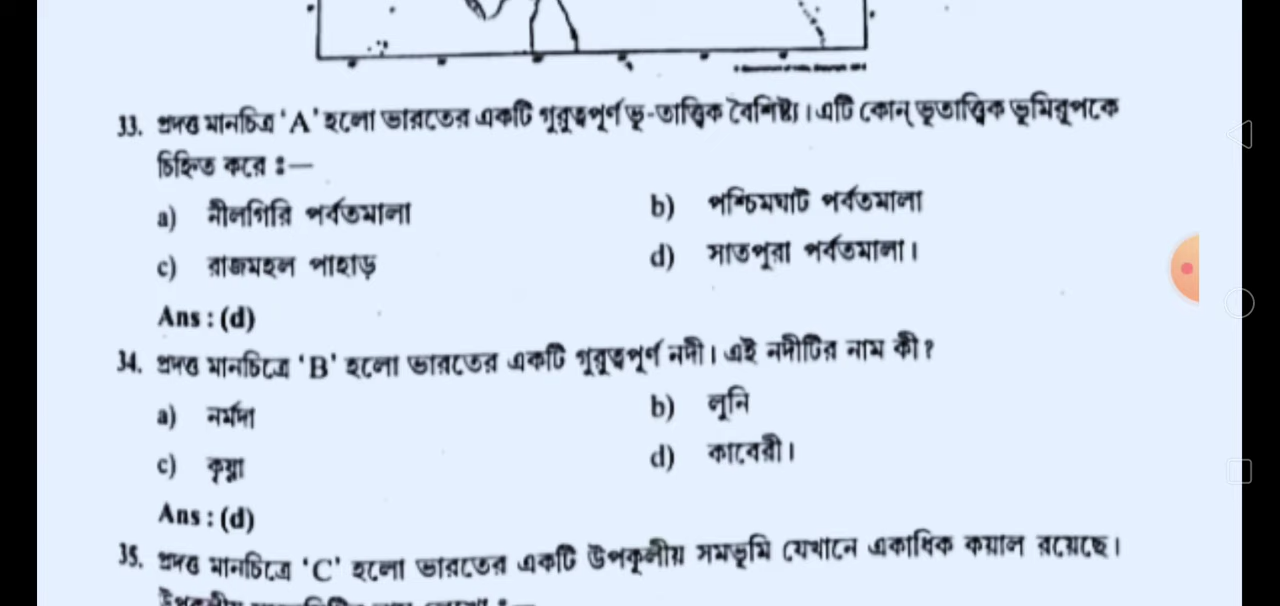 33. প্রদত্ত মানচিত্র 'A' হলো ভারতের একটি গুরুত্বপূর্ণ ভূ-তাত্ত্বিক বৈশিষ্ট্য। এটি কোন্ ভূতাত্ত্বিক ভূমিরূপকে
চিহ্নিত করে ঃ—
a) নীলগিরি পর্বতমালা b) পশ্চিমঘাট পর্বতমালা
c) রাজমহল পাহাড় d) সাতপুরা পর্বতমালা।
Ans : (d)
34. প্রদত্ত মানচিত্রে 'B' হলো ভারতের একটি গুরুত্বপূর্ণ নদী। এই নদীটির নাম কী?
a) নর্মদা b) লুনি
c) কৃষ্ণা d) কাবেরী।
Ans : (d)
35. প্রদত্ত মানচিত্রে 'C' হলো ভারতের একটি উপকূলীয় সমভূমি যেখানে একাধিক কয়াল রয়েছে।